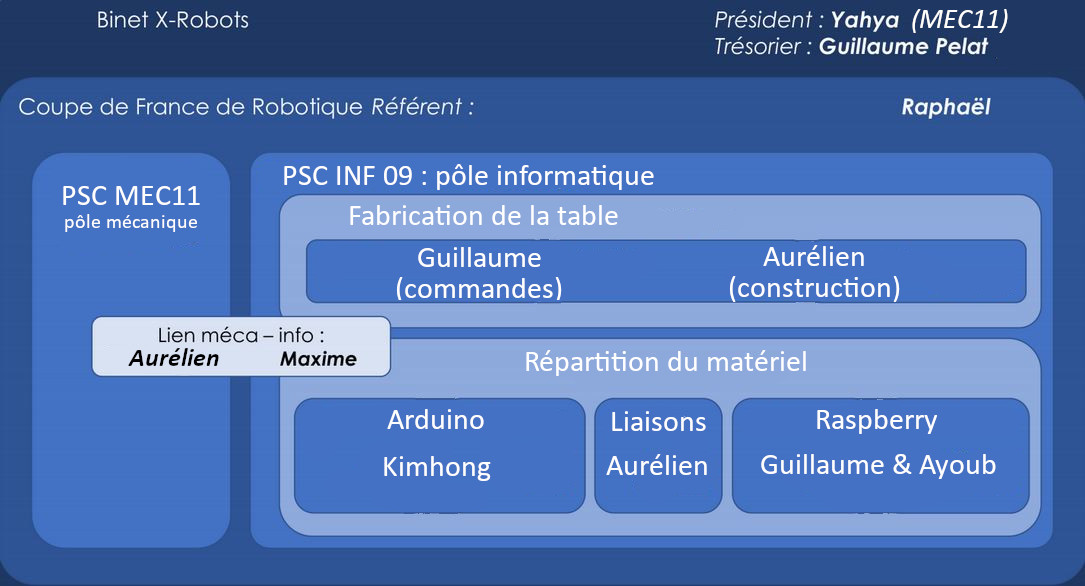 Binet X-Robots
Président : Yahya (MEC11)
Trésorier : Guillaume Pelat
Coupe de France de Robotique Référent : Raphaël
PSC MEC11
pôle mécanique
PSC INF 09 : pôle informatique
Fabrication de la table
Guillaume
(commandes)
Aurélien
(construction)
Lien méca – info :
Aurélien Maxime
Répartition du matériel
Arduino
Kimhong
Liaisons
Aurélien
Raspberry
Guillaume & Ayoub